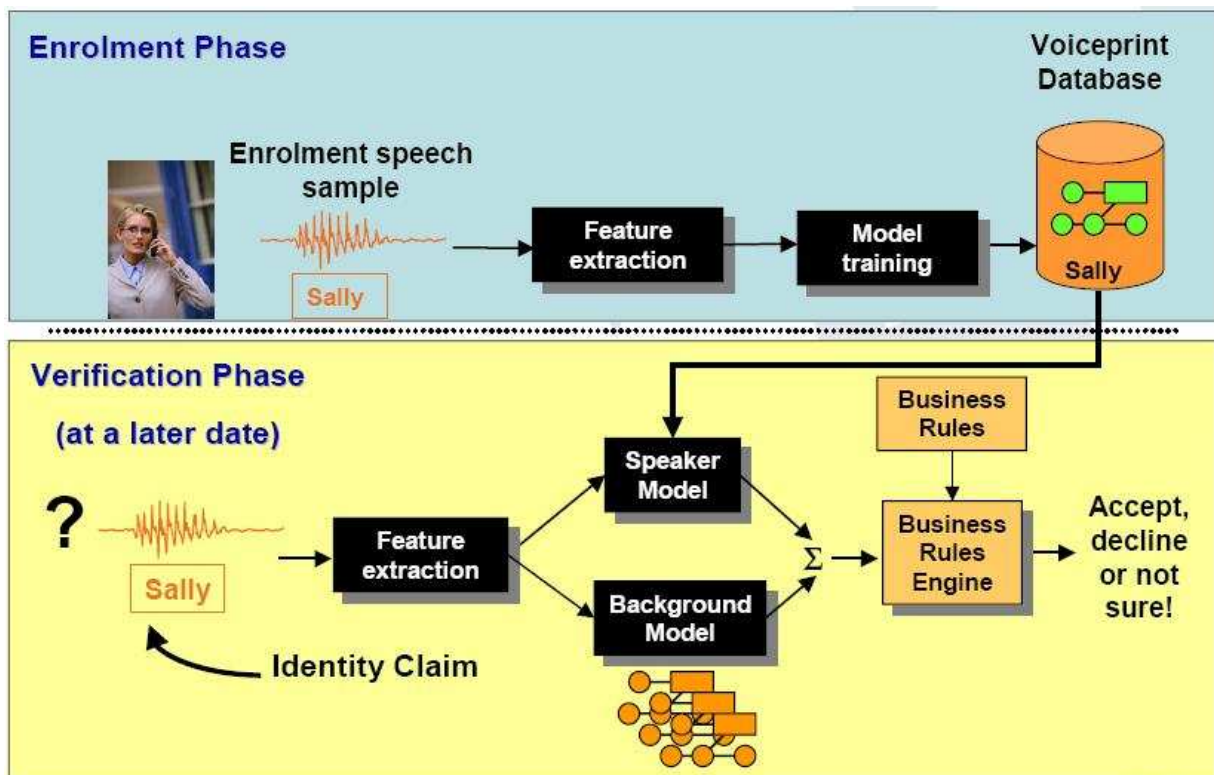 Enrolment Phase
Voiceprint
Database
Enrolment speech
sample
Sally
Feature
extraction
Model
training
Sally
Verification Phase
(at a later date)
?
Sally
Identity Claim
Feature
extraction
Speaker
Model
Background
Model
Σ
Business
Rules
Business
Rules
Engine
Accept,
decline
or not
sure!